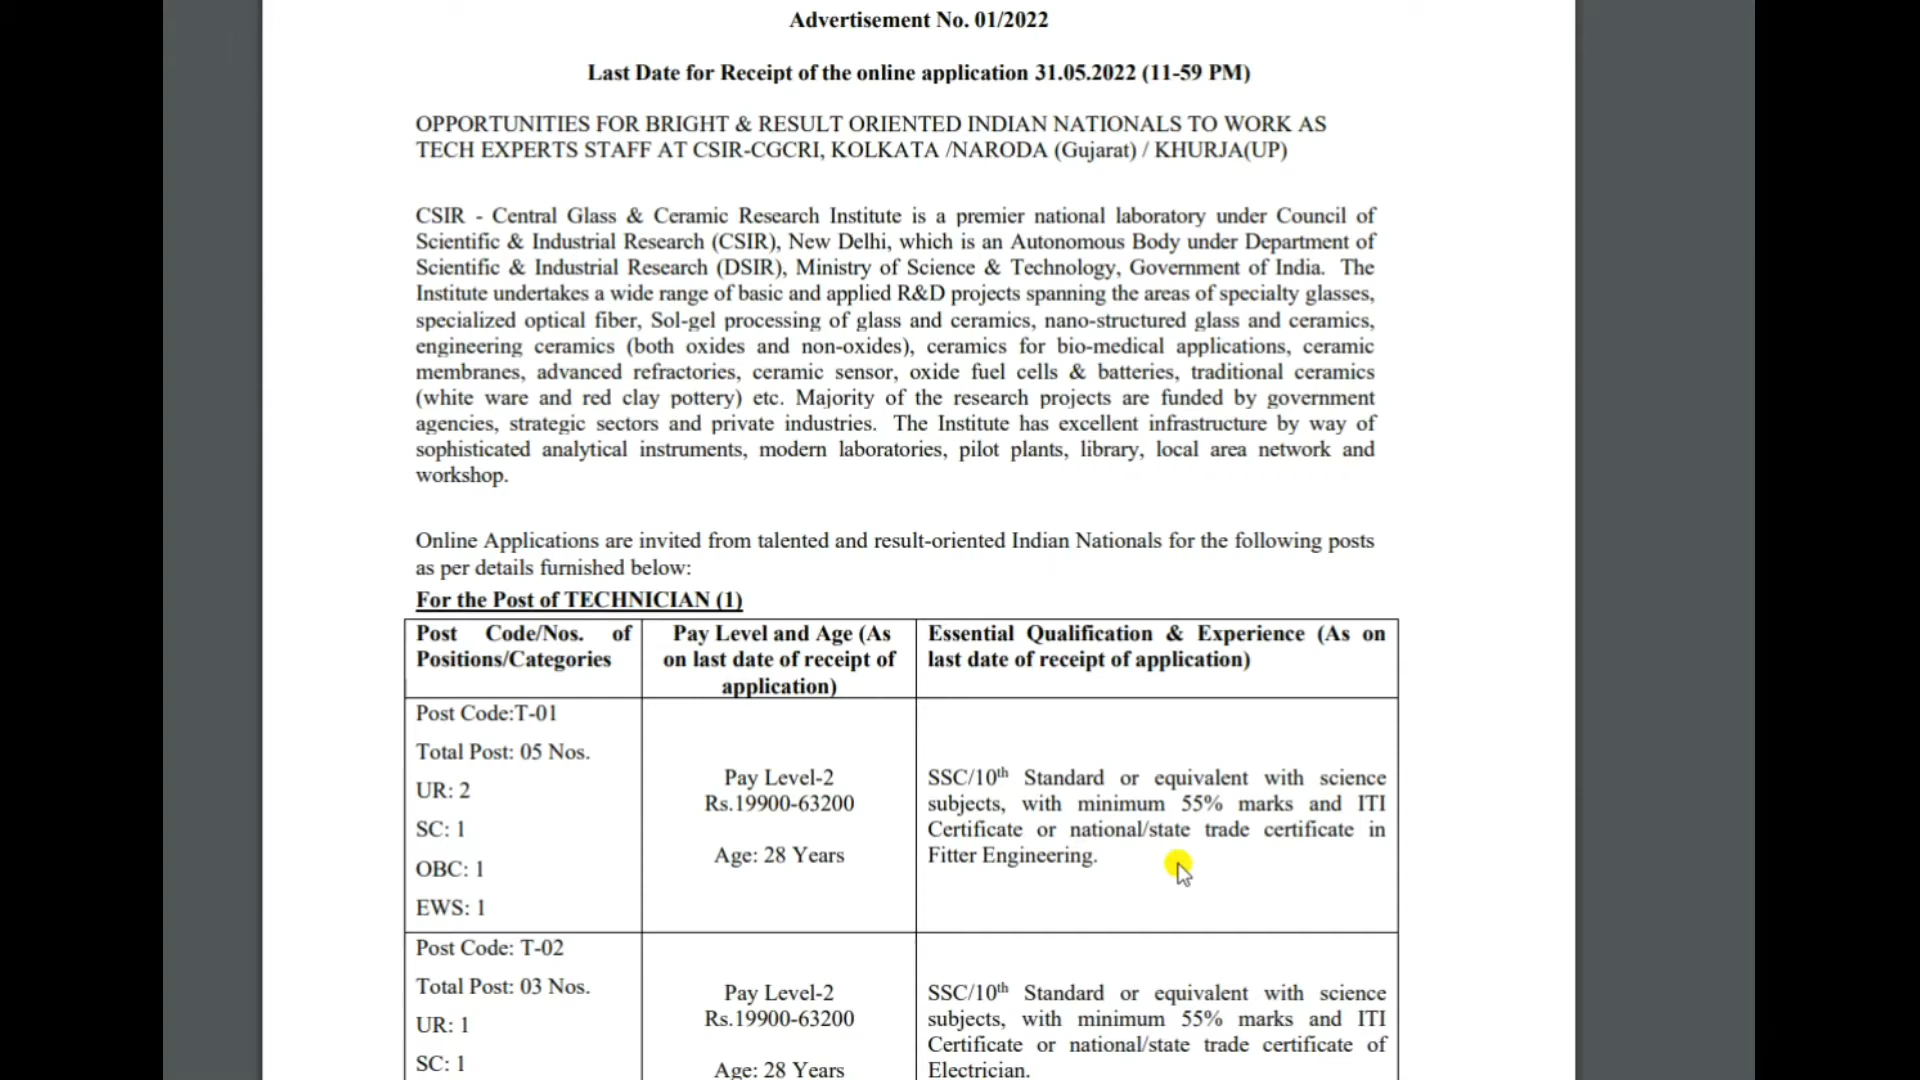 Advertisement No. 01/2022
Last Date for Receipt of the online application 31.05.2022 (11-59 PM)
OPPORTUNITIES FOR BRIGHT & RESULT ORIENTED INDIAN NATIONALS TO WORK AS
TECH EXPERTS STAFF AT CSIR-CGCRI, KOLKATA /NARODA (Gujarat) / KHURJA(UP)
CSIR - Central Glass & Ceramic Research Institute is a premier national laboratory under Council of
Scientific & Industrial Research (CSIR), New Delhi, which is an Autonomous Body under Department of
Scientific & Industrial Research (DSIR), Ministry of Science & Technology, Government of India. The
Institute undertakes a wide range of basic and applied R&D projects spanning the areas of specialty glasses,
specialized optical fiber, Sol-gel processing of glass and ceramics, nano-structured glass and ceramics,
engineering ceramics (both oxides and non-oxides), ceramics for bio-medical applications, ceramic
membranes, advanced refractories, ceramic sensor, oxide fuel cells & batteries, traditional ceramics
(white ware and red clay pottery) etc. Majority of the research projects are funded by government
agencies, strategic sectors and private industries. The Institute has excellent infrastructure by way of
sophisticated analytical instruments, modern laboratories, pilot plants, library, local area network and
workshop.
Online Applications are invited from talented and result-oriented Indian Nationals for the following posts
as per details furnished below:
For the Post of TECHNICIAN (1)
Post Code/Nos. of
Positions/Categories
Pay Level and Age (As
on last date of receipt of
application)
Essential Qualification & Experience (As on
last date of receipt of application)
Post Code:T-01
Total Post: 05 Nos.
UR: 2
SC: 1
OBC: 1
EWS: 1
Pay Level-2
Rs.19900-63200
Age: 28 Years
SSC/10th Standard or equivalent with science
subjects, with minimum 55% marks and ITI
Certificate or national/state trade certificate in
Fitter Engineering.
Post Code: T-02
Total Post: 03 Nos.
UR: 1
SC: 1
Pay Level-2
Rs.19900-63200
Age: 28 Years
SSC/10th Standard or equivalent with science
subjects, with minimum 55% marks and ITI
Certificate or national/state trade certificate of
Electrician.